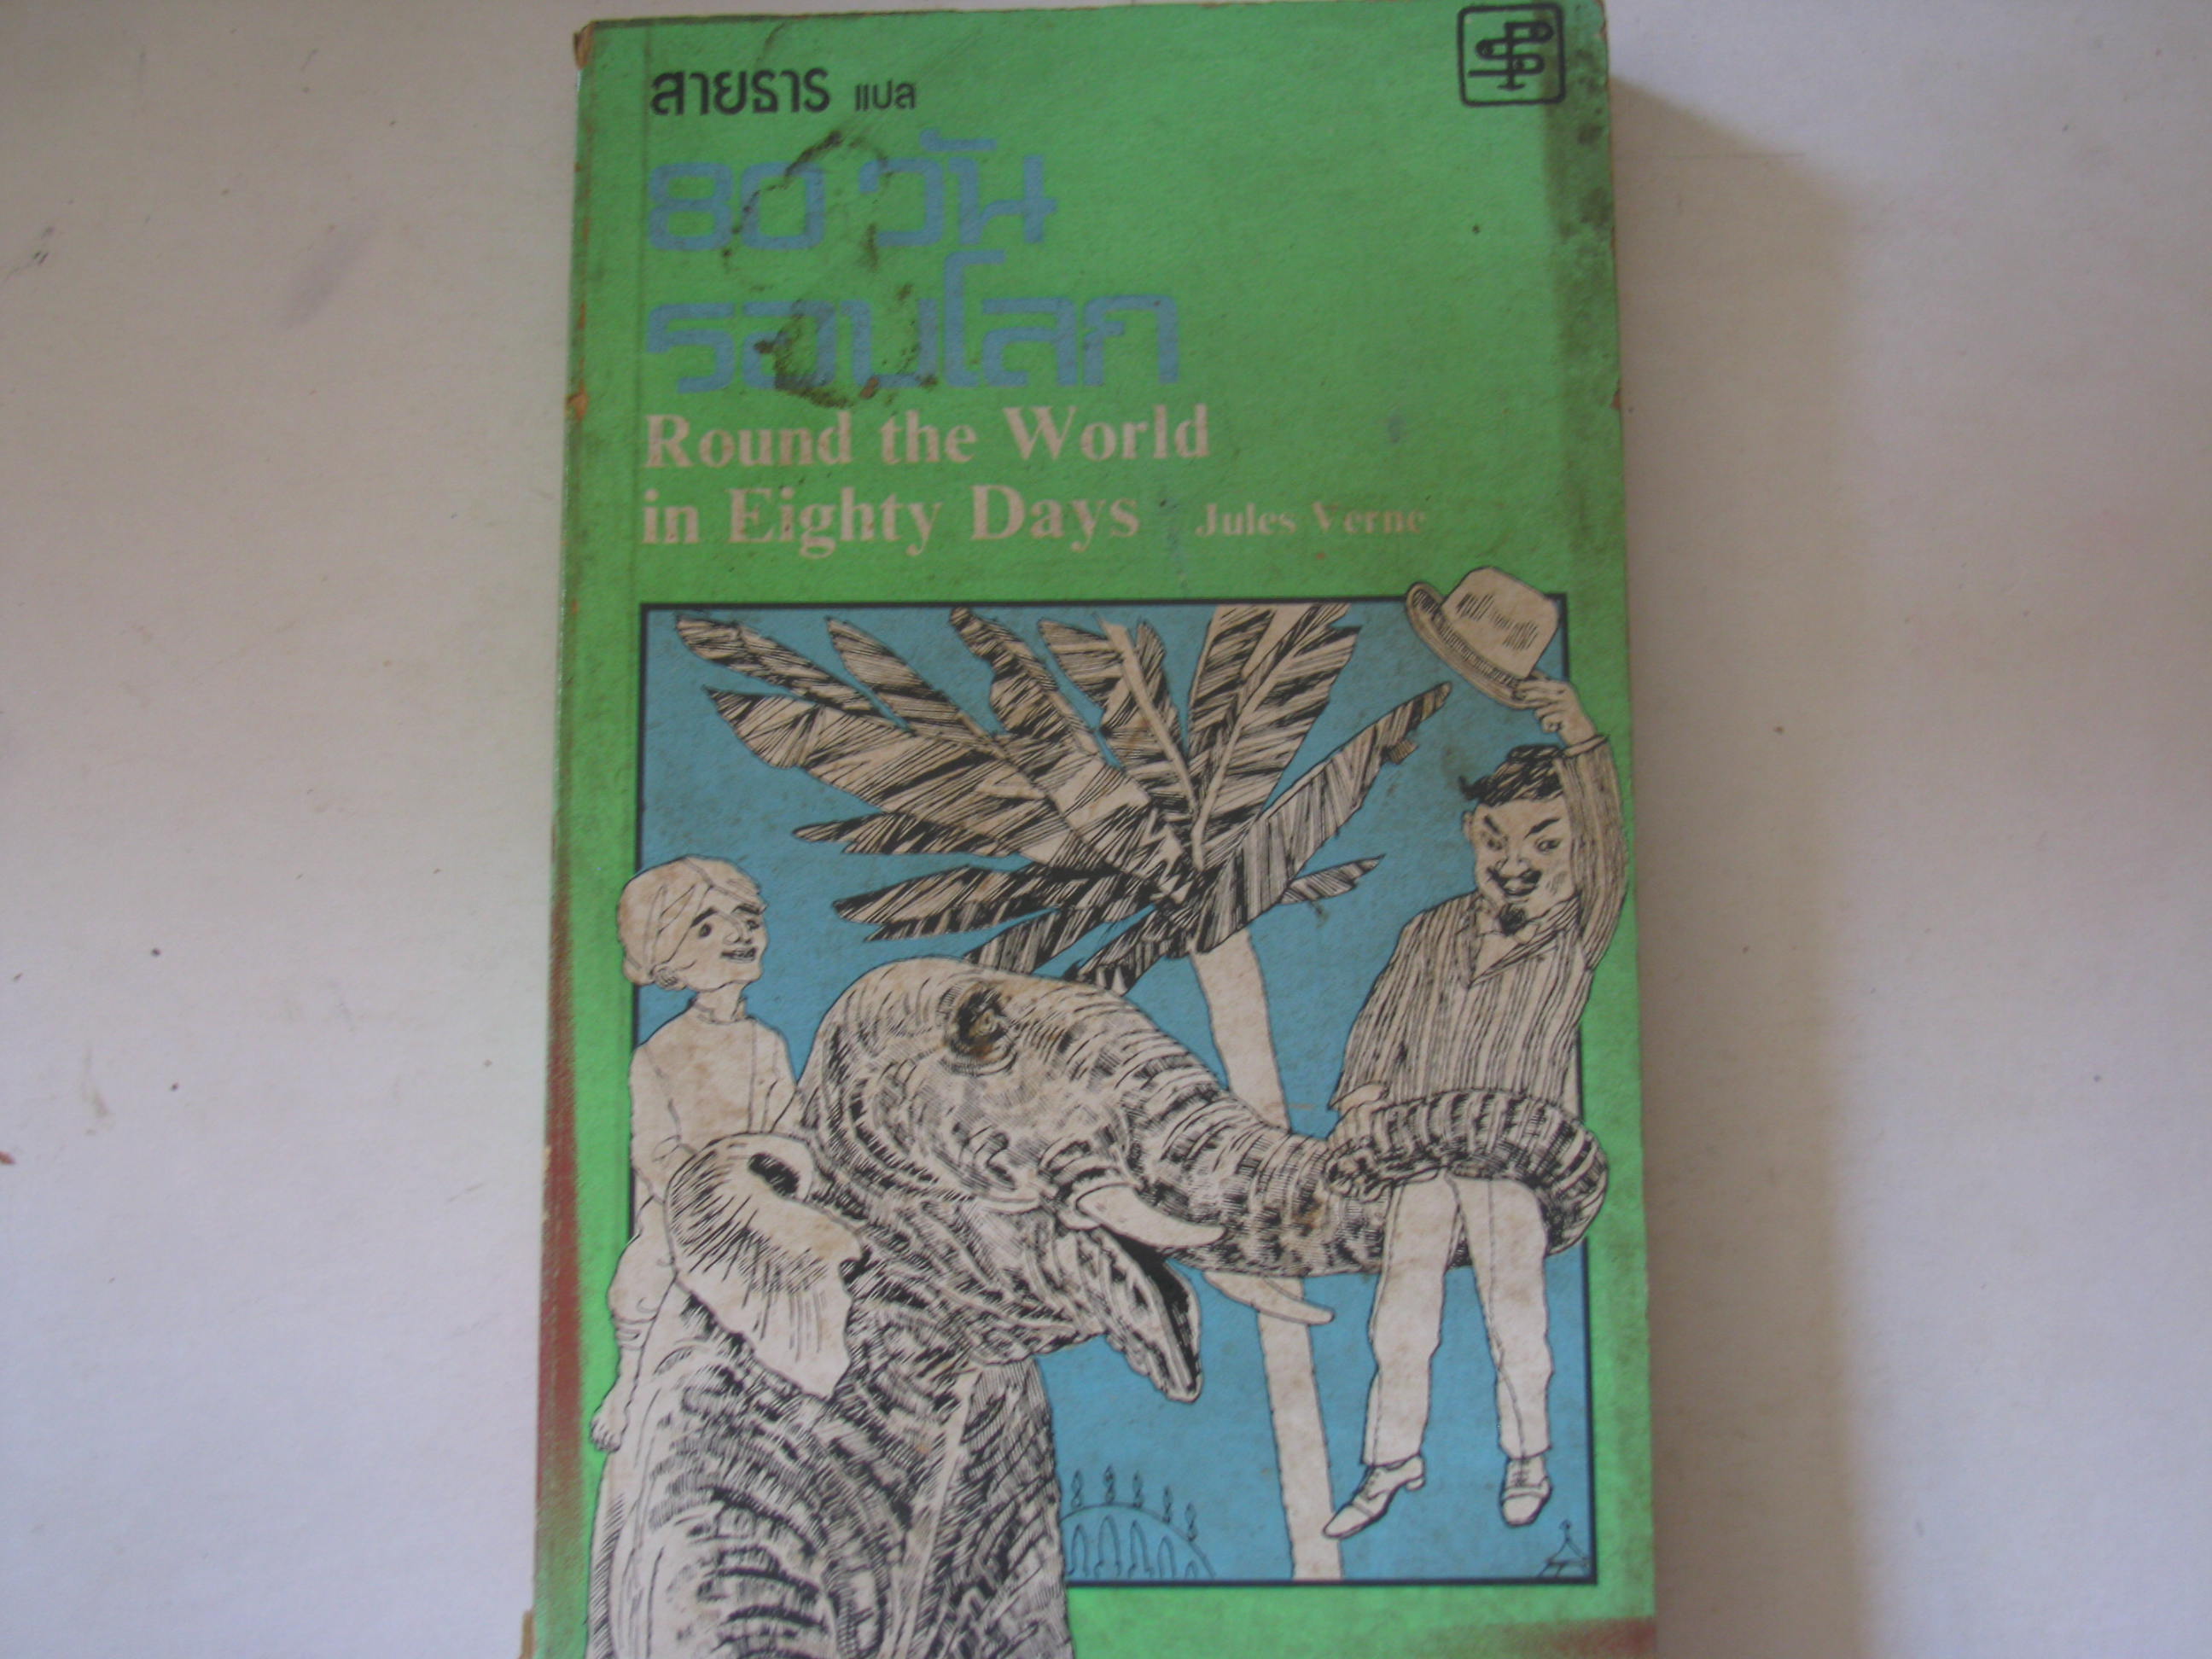 สายธาร แปล
80 วัน
รอบโลก
Round the World
in Eighty Days Jules Verne